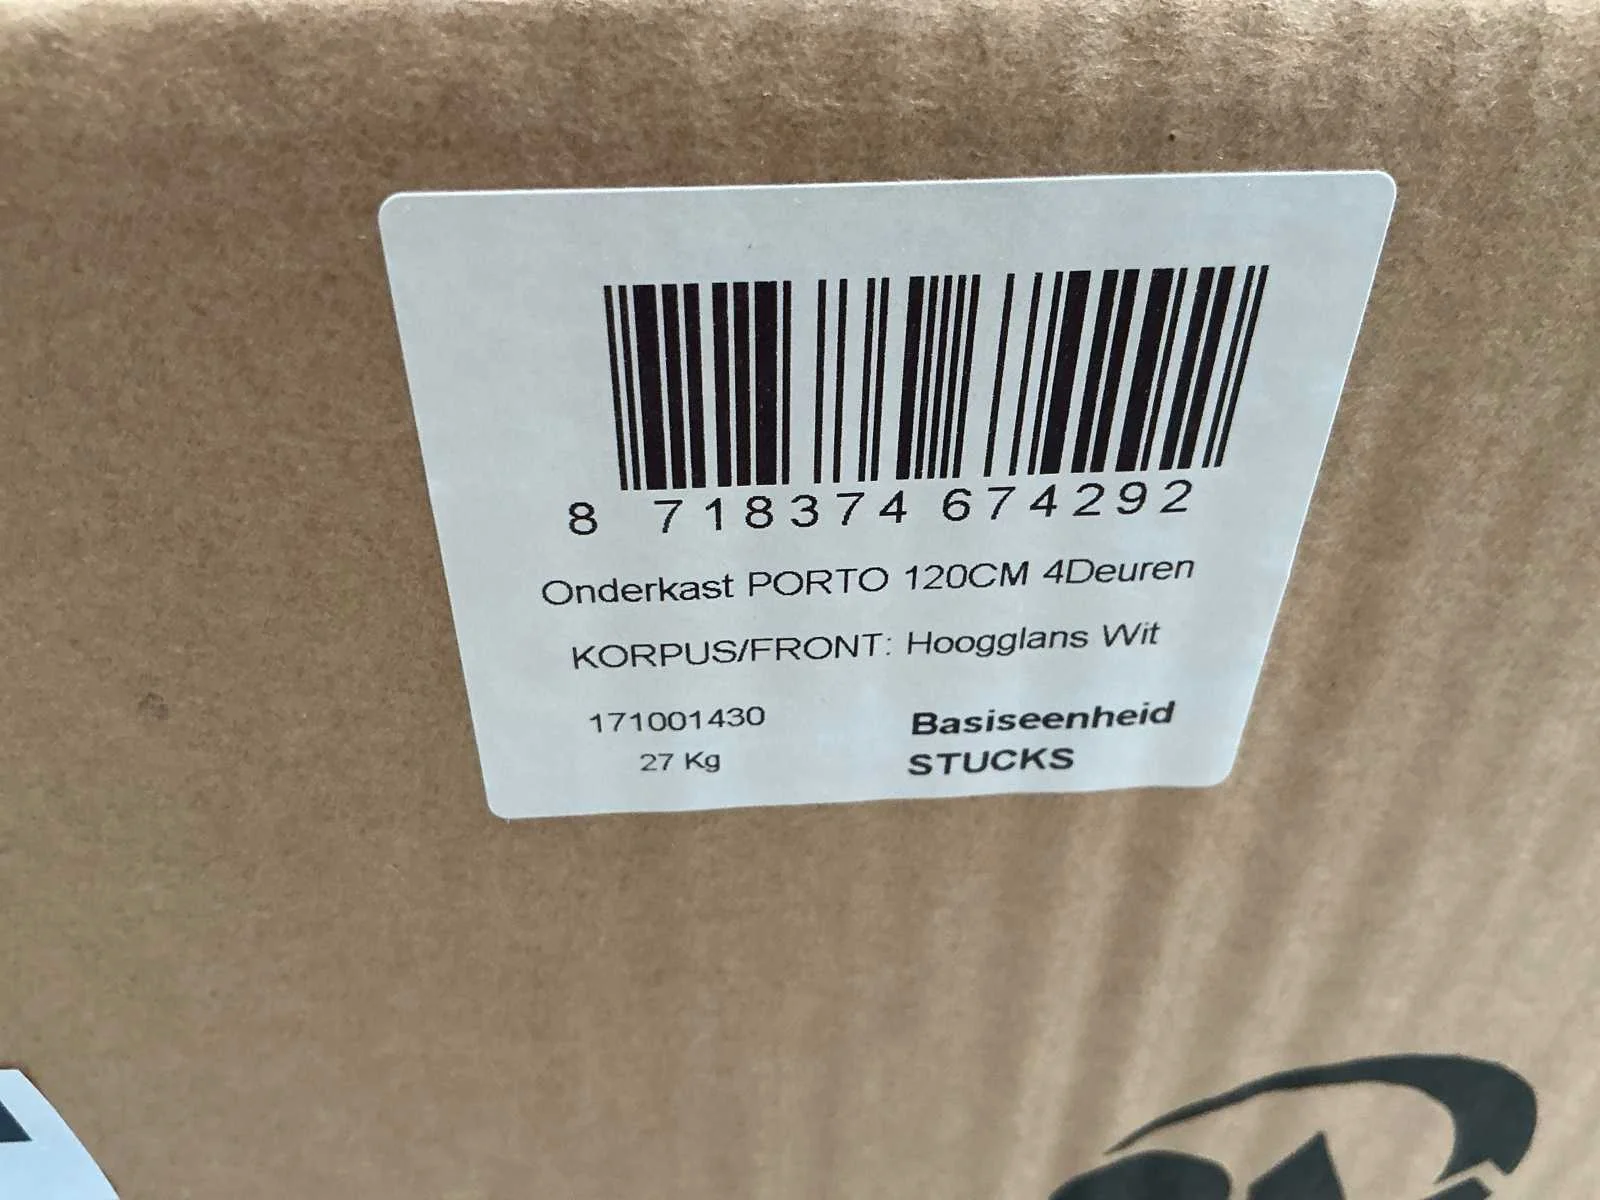 8 718374 674292
Onderkast PORTO 120CM 4Deuren
KORPUS/FRONT: Hoogglans Wit
171001430 Basiseenheid
27 Kg STUCKS